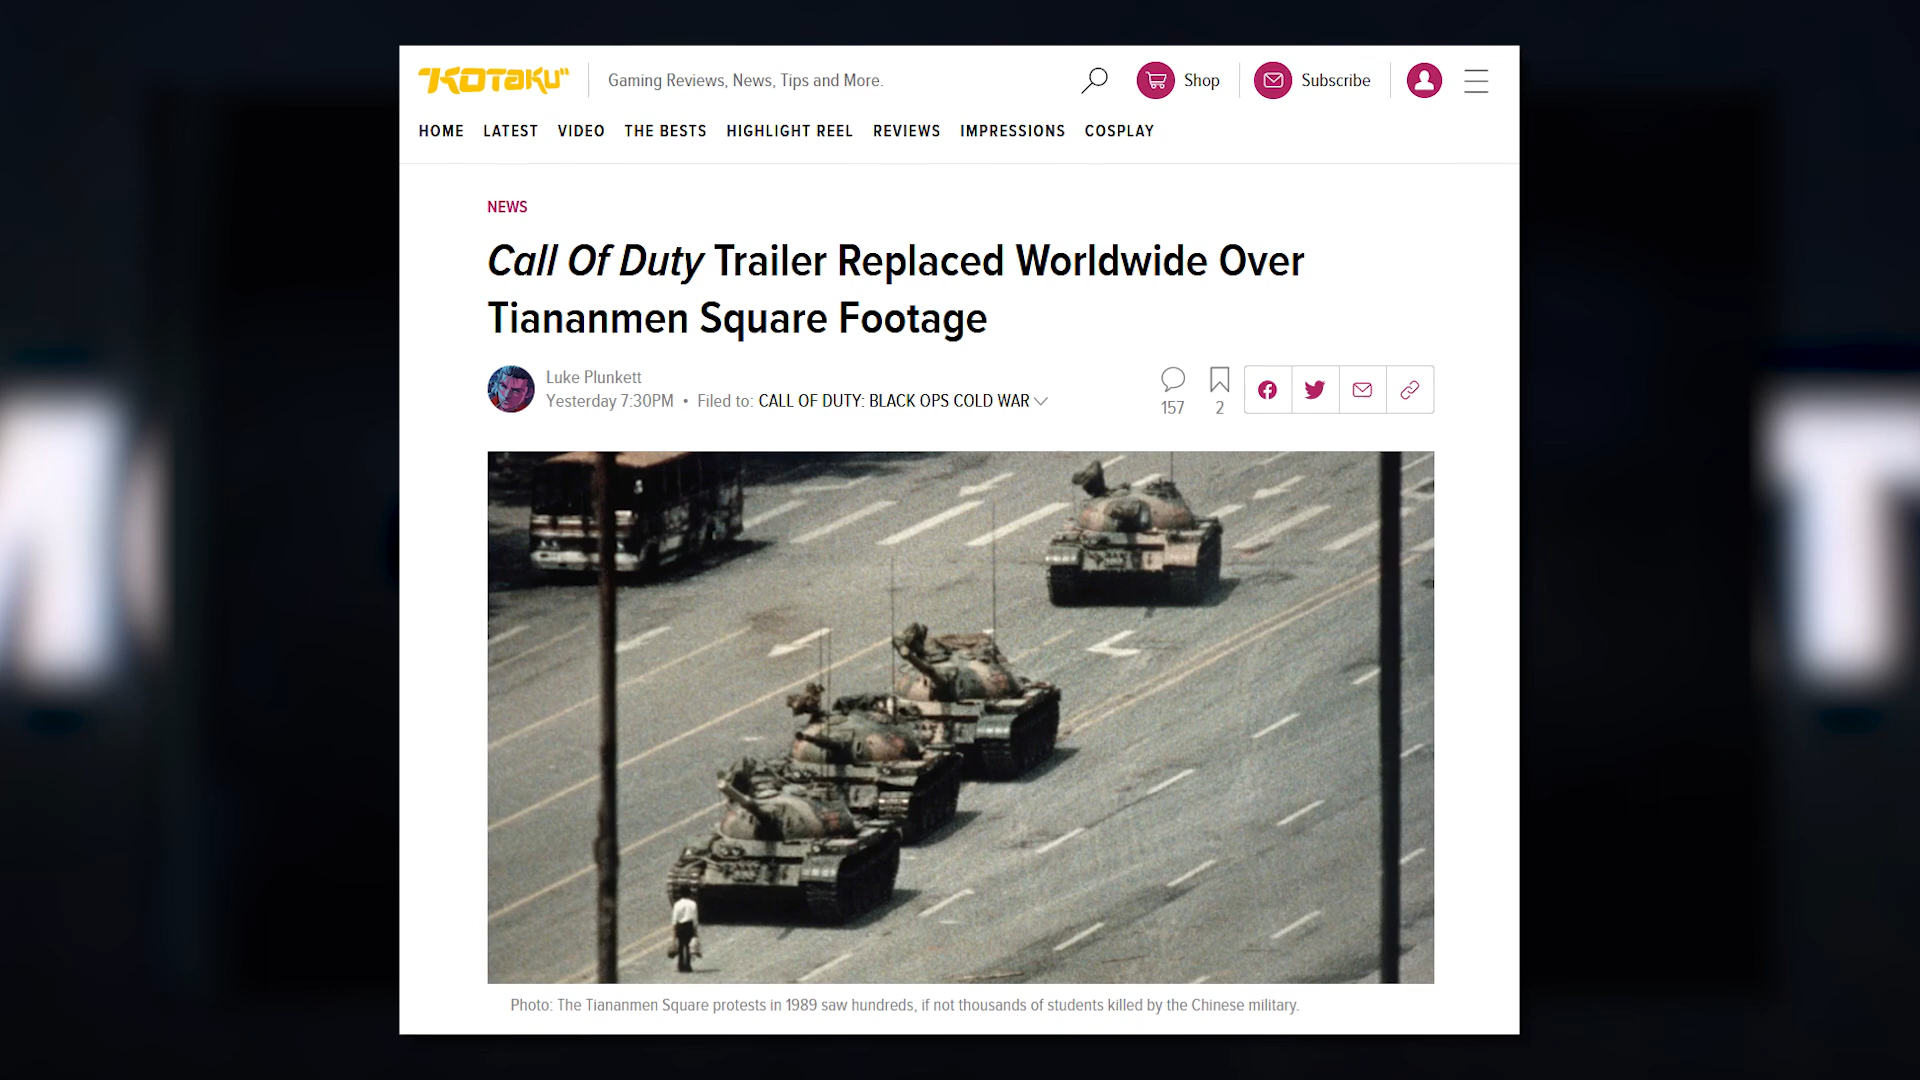 "KOTAKU"
Gaming Reviews, News, Tips and More.
Shop
Subscribe
HOME LATEST VIDEO THE BESTS HIGHLIGHT REEL REVIEWS IMPRESSIONS COSPLAY
NEWS
Call Of Duty Trailer Replaced Worldwide Over
Tiananmen Square Footage
Luke Plunkett
Yesterday 7:30PM • Filed to: CALL OF DUTY: BLACK OPS COLD WAR
157
2
Photo: The Tiananmen Square protests in 1989 saw hundreds, if not thousands of students killed by the Chinese military.